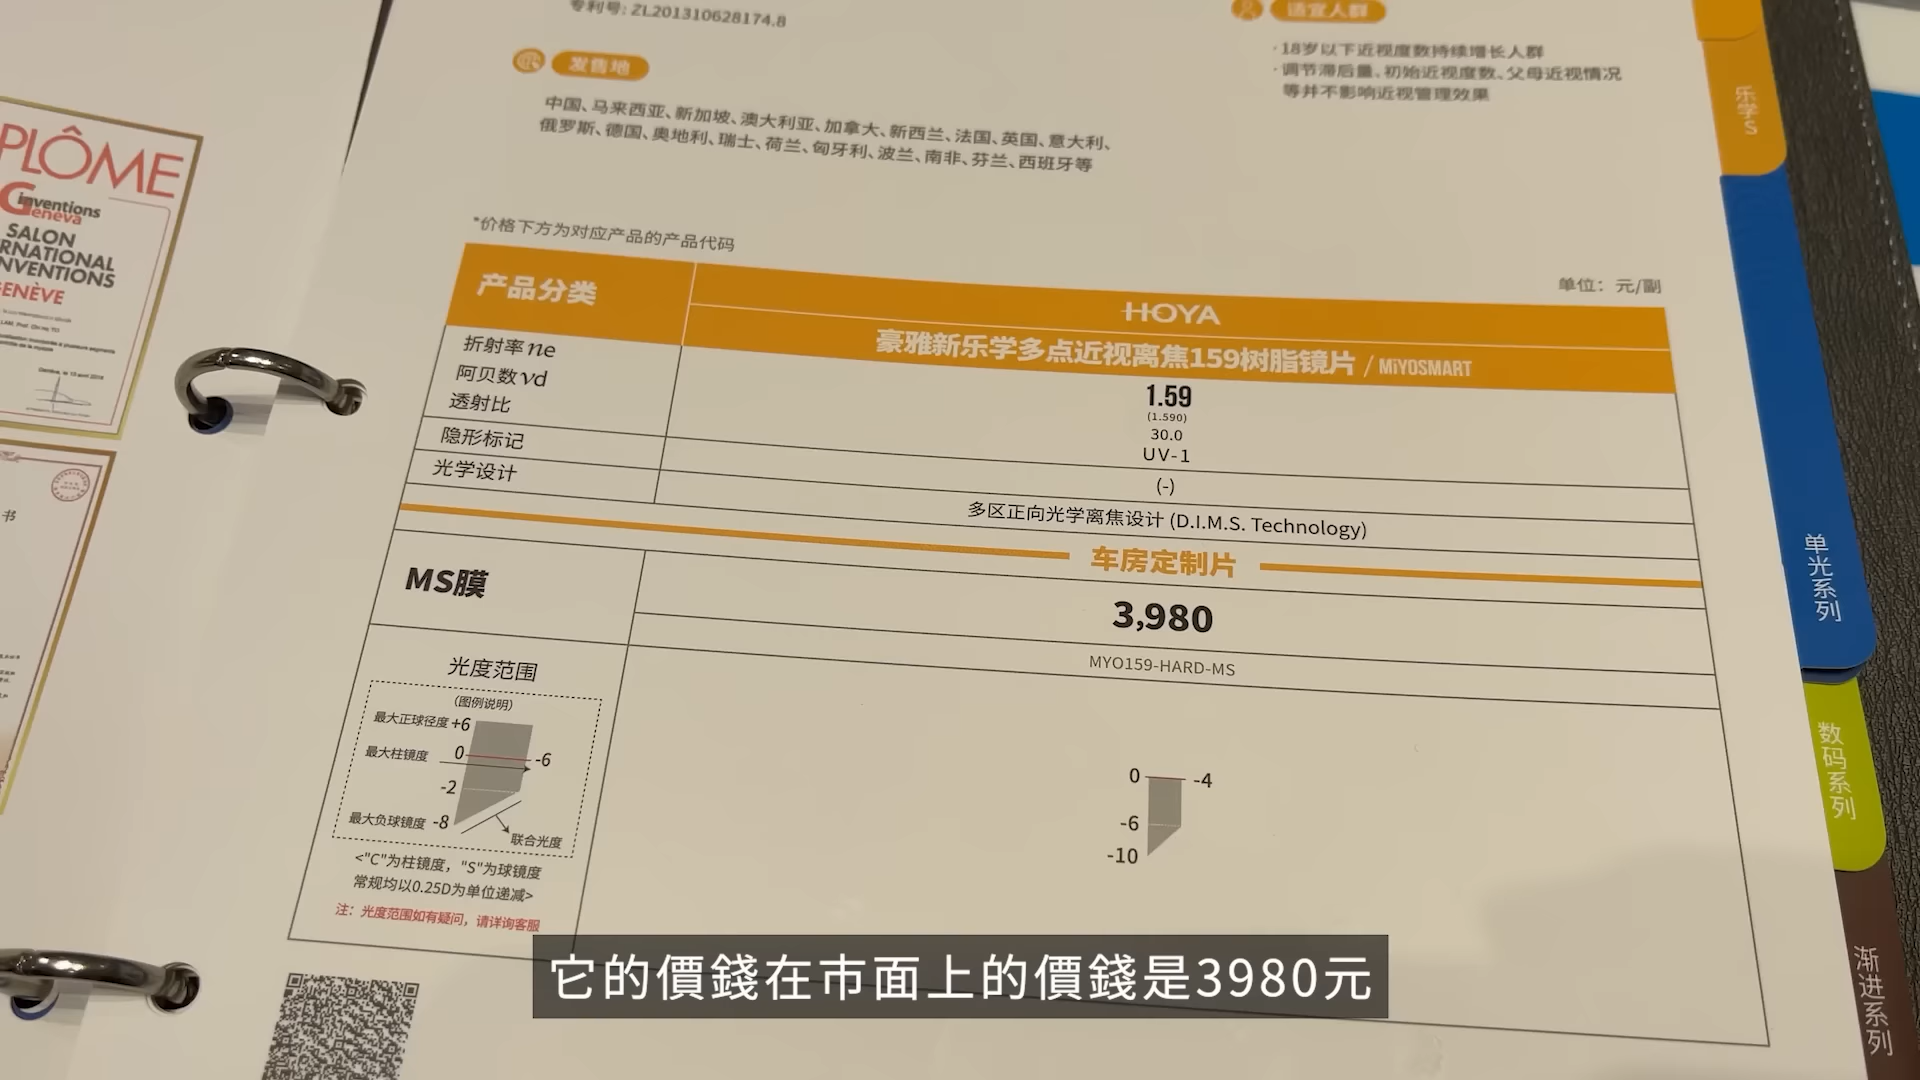 专利号: ZL201310628174.8
发售地
中国、马来西亚、新加坡、澳大利亚、加拿大、新西兰、法国、英国、意大利、
俄罗斯、德国、奥地利、瑞士、荷兰、匈牙利、波兰、南非、芬兰、西班牙等
适宜人群
·18岁以下近视度数持续增长人群
·调节滞后量、初始近视度数、父母近视情况
等并不影响近视管理效果
PLÔME
Inventions
Geneva
SALON
RNATIONAL
NVENTIONS
GENÈVE
书
*价格下方为对应产品的产品代码
单位：元/副
产品分类
HOYA
豪雅新乐学多点近视离焦159树脂镜片 / MiYOSMART
折射率ne
1.59
(1.590)
阿贝数νd
30.0
透射比
UV-1
隐形标记
(-)
光学设计
多区正向光学离焦设计 (D.I.M.S. Technology)
车房定制片
MS膜
3,980
MYO159-HARD-MS
光度范围
(图例说明)
最大正球径度 +6
最大柱镜度
0
-6
-2
最大负球镜度 -8
联合光度
<"C"为柱镜度，"S"为球镜度
常规均以0.25D为单位递减>
注：光度范围如有疑问，请详询客服
0
-4
-6
-10
乐学S
单光系列
数码系列
渐进系列
它的價錢在市面上的價錢是3980元